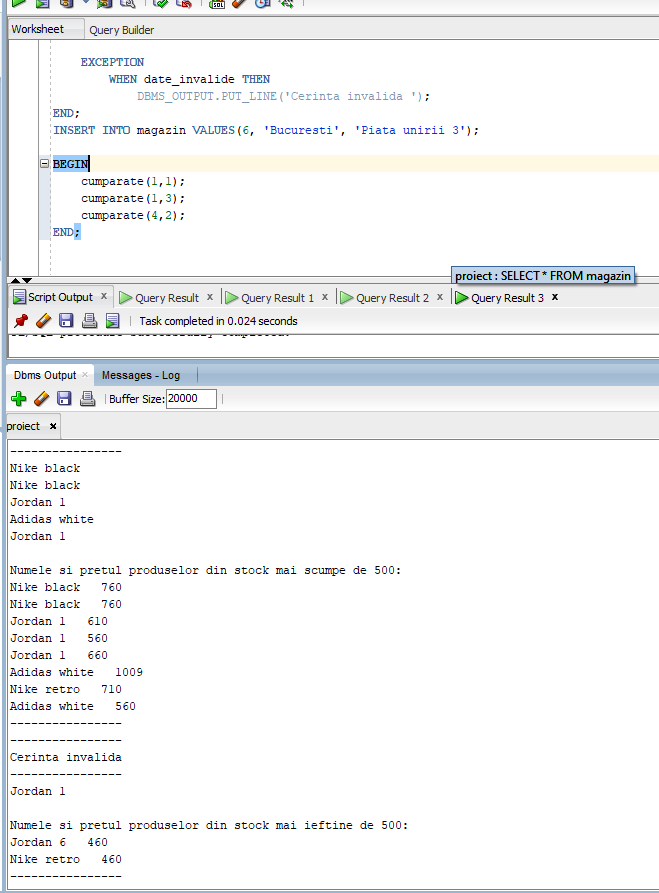 SQL
Worksheet Query Builder
EXCEPTION
WHEN date_invalide THEN
DBMS_OUTPUT.PUT_LINE('Cerinta invalida ');
END;
INSERT INTO magazin VALUES(6, 'Bucuresti', 'Piata unirii 3');
BEGIN
cumparate(1,1);
cumparate(1,3);
cumparate(4,2);
END;
proiect : SELECT * FROM magazin
Script Output x Query Result x Query Result 1 x Query Result 2 x Query Result 3 x
Task completed in 0.024 seconds
Dbms Output x Messages - Log
Buffer Size: 20000
proiect x
----------------
Nike black
Nike black
Jordan 1
Adidas white
Jordan 1
Numele si pretul produselor din stock mai scumpe de 500:
Nike black 760
Nike black 760
Jordan 1 610
Jordan 1 560
Jordan 1 660
Adidas white 1009
Nike retro 710
Adidas white 560
----------------
----------------
Cerinta invalida
----------------
Jordan 1
Numele si pretul produselor din stock mai ieftine de 500:
Jordan 6 460
Nike retro 460
----------------